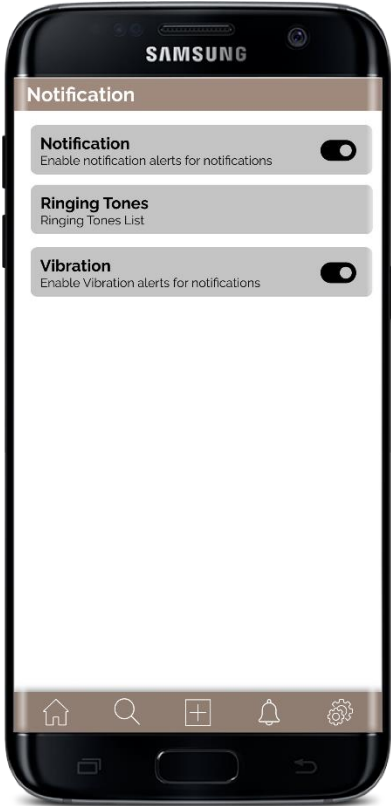 SAMSUNG
Notification
Notification
Enable notification alerts for notifications
Ringing Tones
Ringing Tones List
Vibration
Enable Vibration alerts for notifications